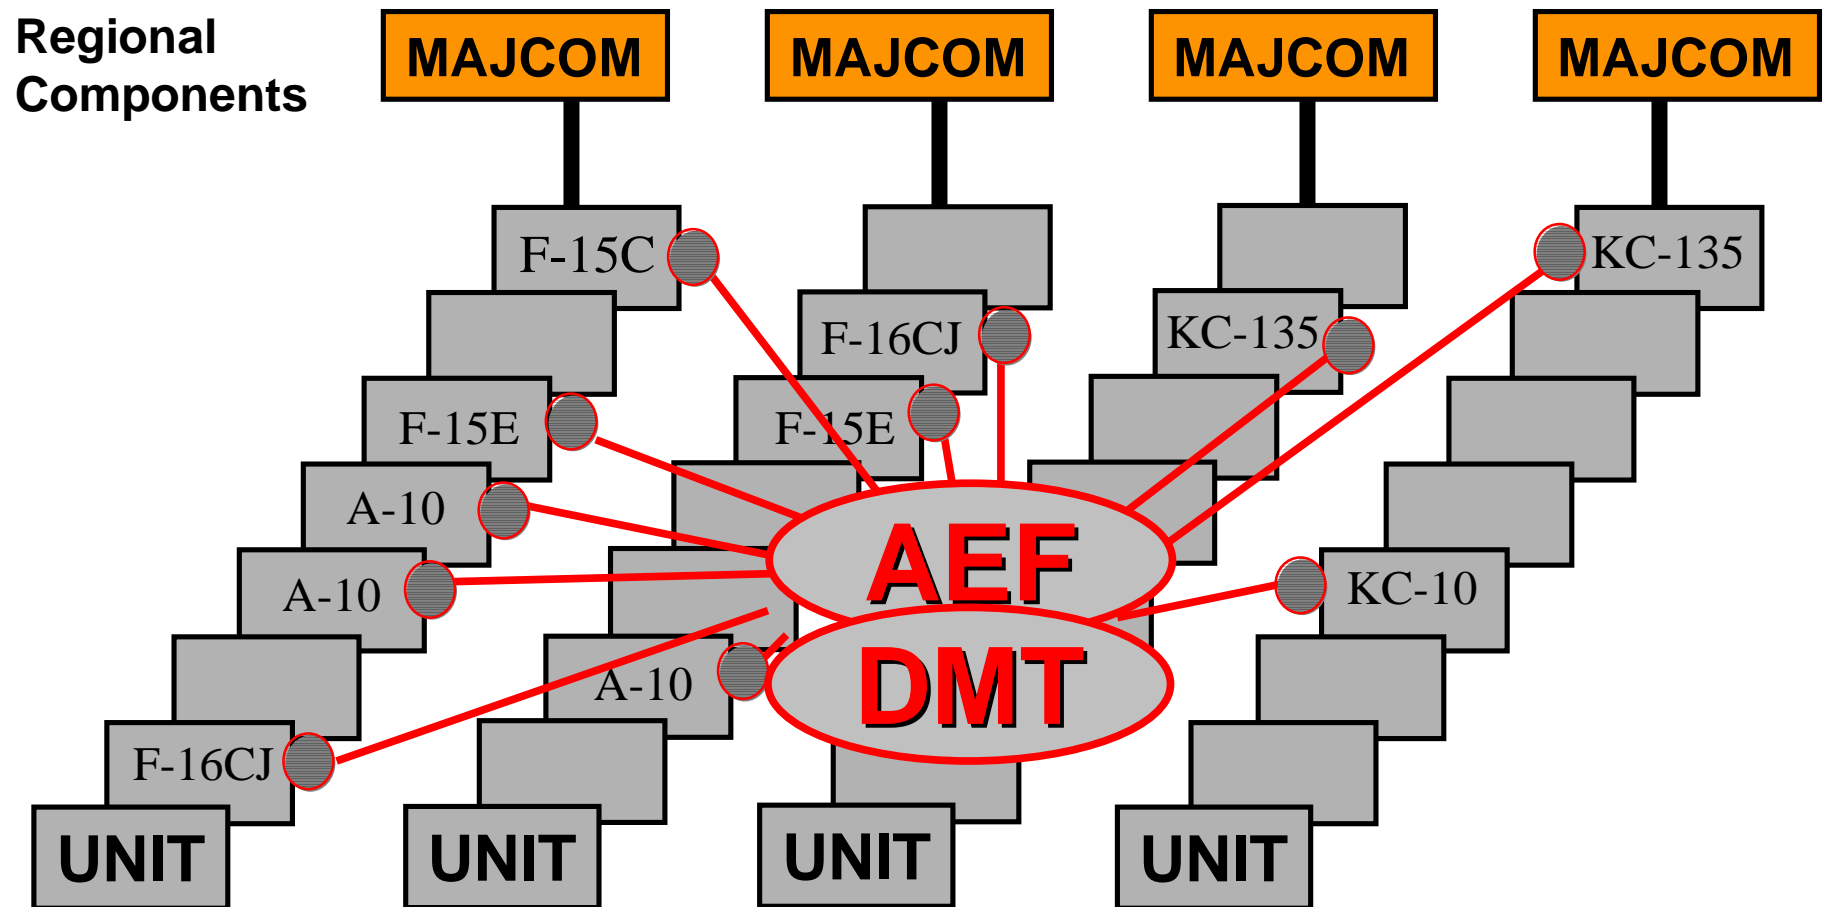 Regional
Components
MAJCOM
MAJCOM
MAJCOM
MAJCOM
F-15C
KC-135
F-16CJ
KC-135
F-15E
F-15E
A-10
AEF
A-10
KC-10
A-10
DMT
F-16CJ
UNIT
UNIT
UNIT
UNIT